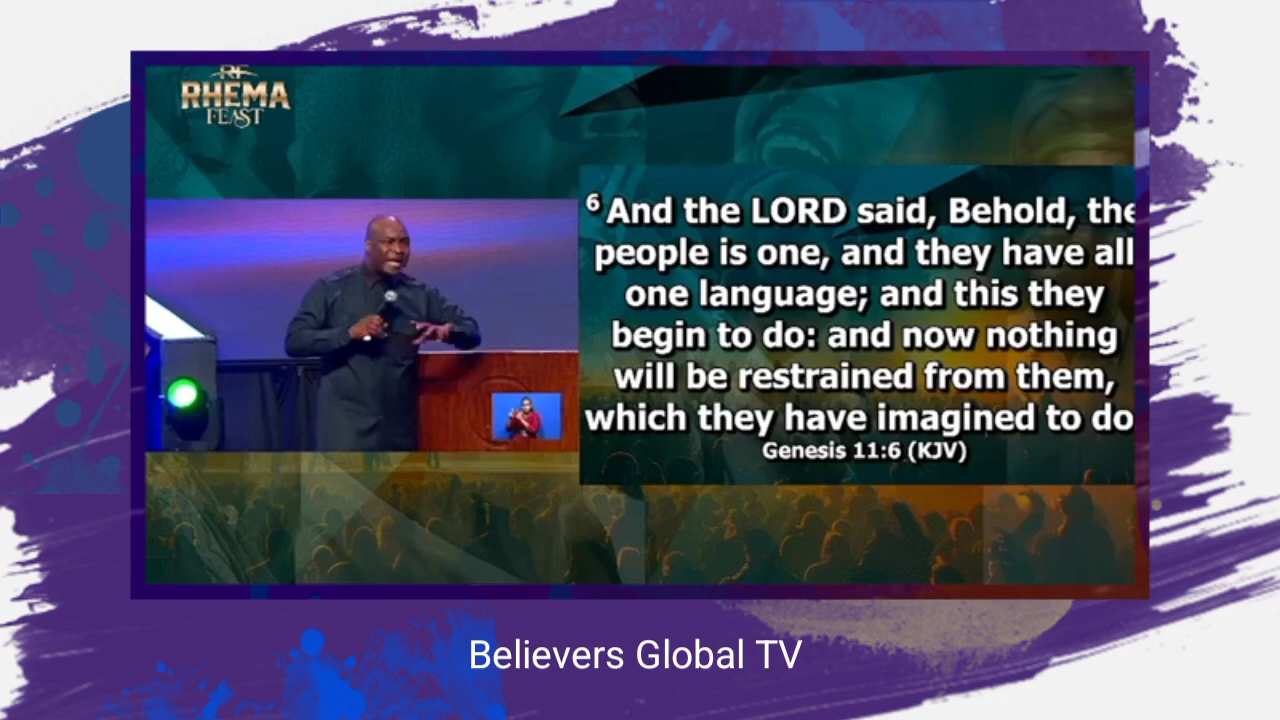 RF
RHEMA
FEAST
6 And the LORD said, Behold, the
people is one, and they have all
one language; and this they
begin to do: and now nothing
will be restrained from them,
which they have imagined to do
Genesis 11:6 (KJV)
Believers Global TV